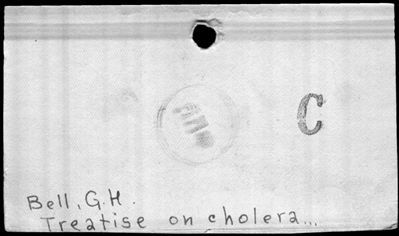 C
Bell, G.H.
Treatise on cholera...